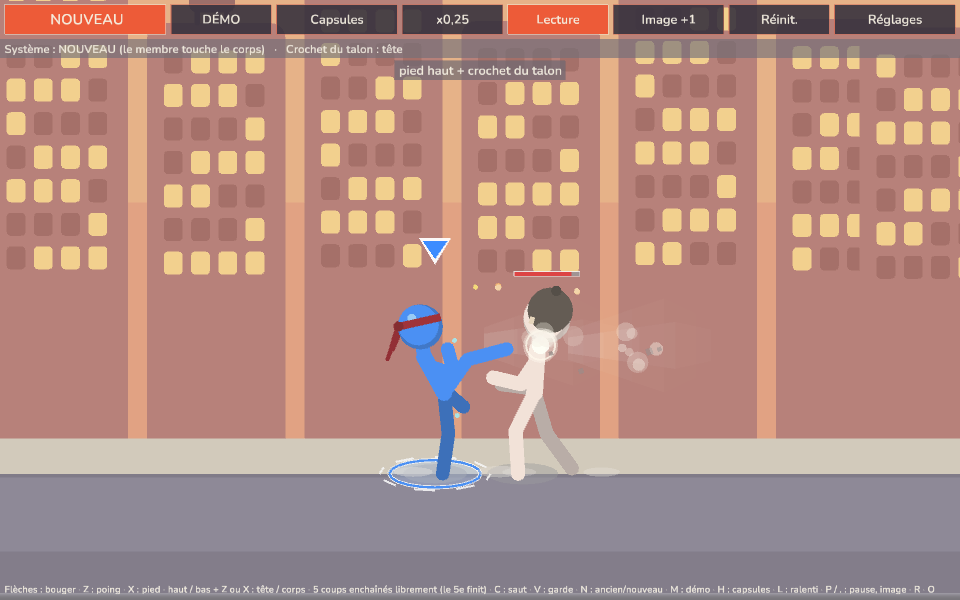 NOUVEAU DÉMO Capsules x0,25 Lecture Image +1 Réinit. Réglages
Système : NOUVEAU (le membre touche le corps) · Crochet du talon : tête
pied haut + crochet du talon
Flèches : bouger · Z : poing · X : pied · haut / bas + Z ou X : tête / corps · 5 coups enchaînés librement (le 5e finit) · C : saut · V : garde · N : ancien/nouveau · M : démo · H : capsules · L : ralenti · P / , . : pause, image · R · O